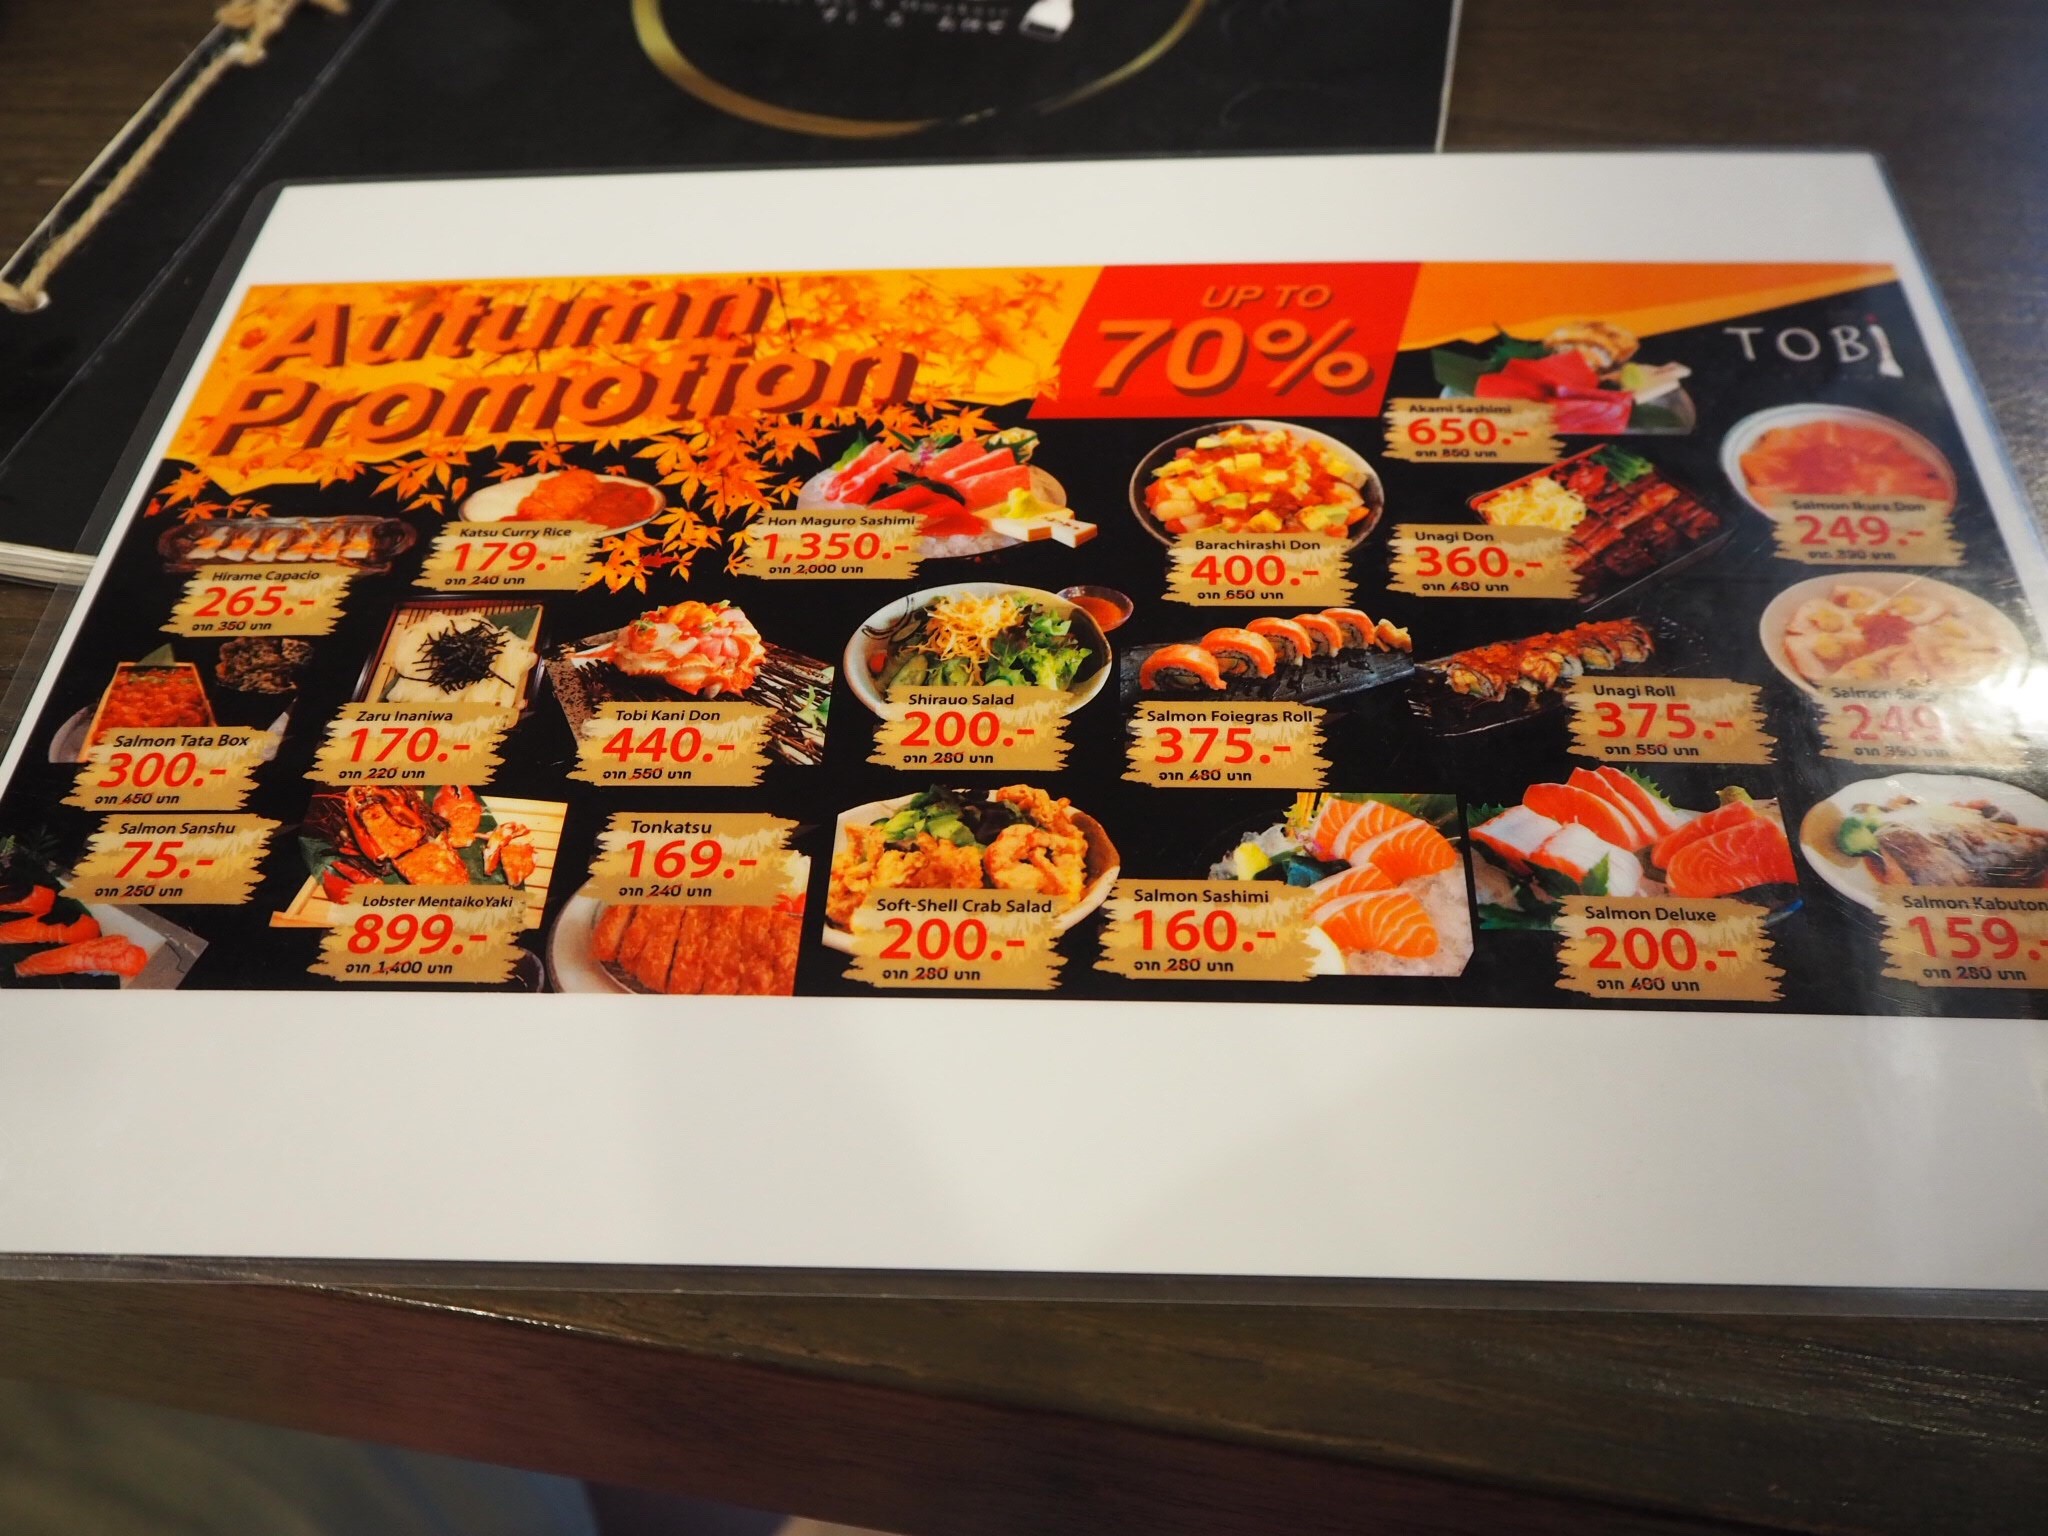 Autumn
Promotion
UP TO
70%
TOBi
Akami Sashimi
650.-
จาก 850 บาท
Katsu Curry Rice
179.-
จาก 240 บาท
Hon Maguro Sashimi
1,350.-
จาก 2,000 บาท
Barachirashi Don
400.-
จาก 650 บาท
Unagi Don
360.-
จาก 480 บาท
Salmon Ikura Don
249.-
จาก 390 บาท
Hirame Capacio
265.-
จาก 350 บาท
Salmon Tata Box
300.-
จาก 450 บาท
Zaru Inaniwa
170.-
จาก 220 บาท
Tobi Kani Don
440.-
จาก 550 บาท
Shirauo Salad
200.-
จาก 280 บาท
Salmon Foiegras Roll
375.-
จาก 480 บาท
Unagi Roll
375.-
จาก 550 บาท
Salmon
249
จาก 390 บาท
Salmon Sanshu
75.-
จาก 250 บาท
Lobster MentaikoYaki
899.-
จาก 1,400 บาท
Tonkatsu
169.-
จาก 240 บาท
Soft-Shell Crab Salad
200.-
จาก 280 บาท
Salmon Sashimi
160.-
จาก 280 บาท
Salmon Deluxe
200.-
จาก 400 บาท
Salmon Kabuton
159.-
จาก 280 บาท